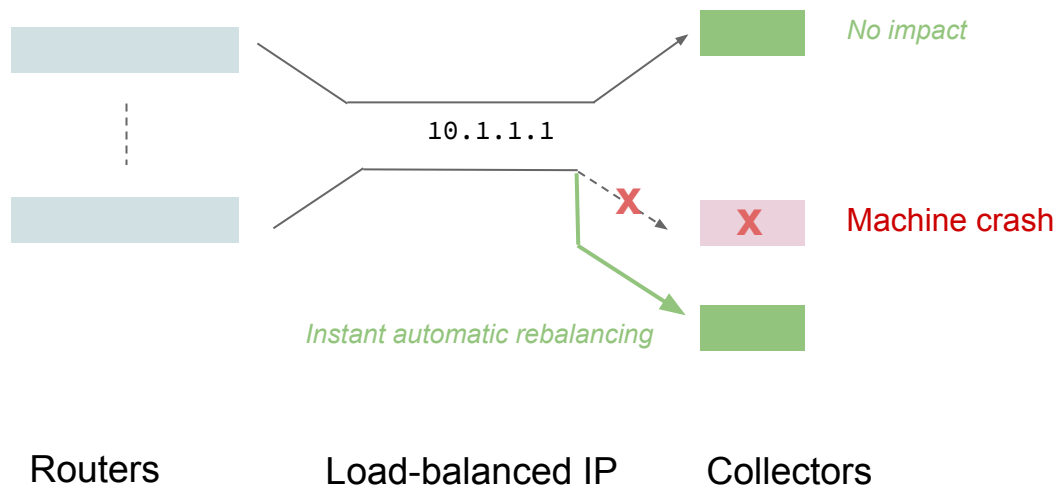 No impact
10.1.1.1
X
X
Machine crash
Instant automatic rebalancing
Routers
Load-balanced IP
Collectors